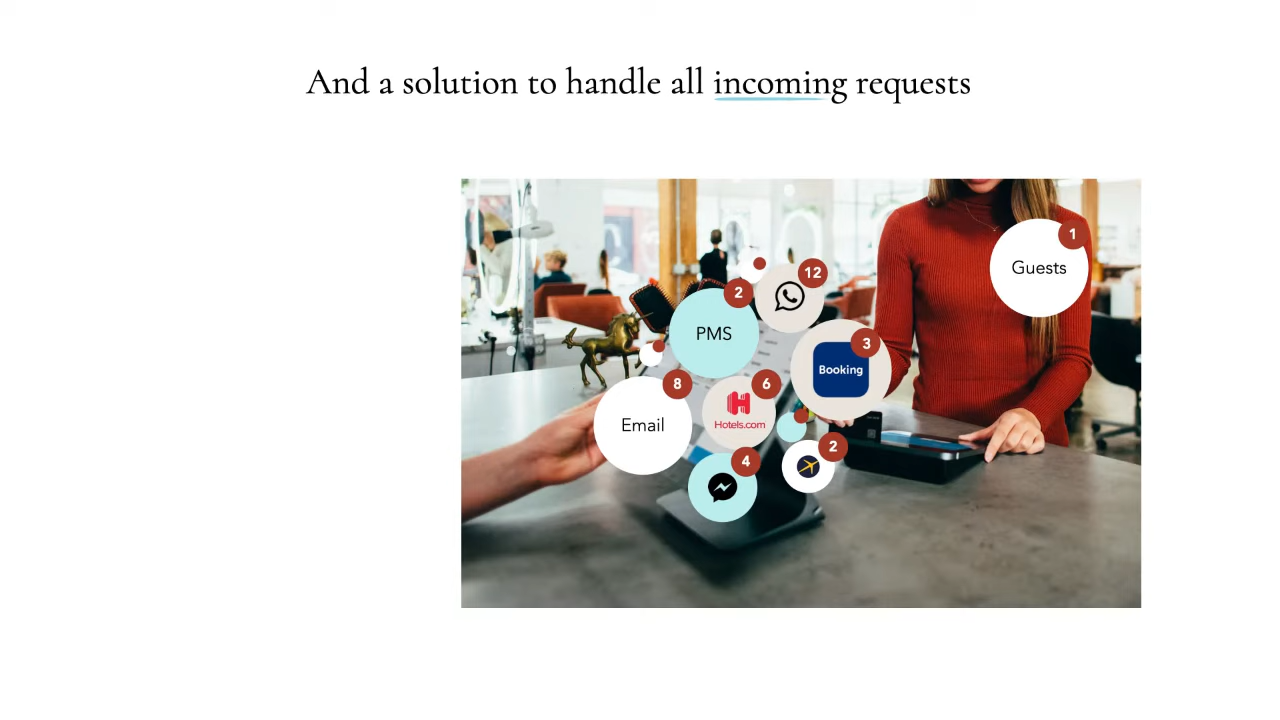 And a solution to handle all incoming requests
1
Guests
12
2
PMS
3
Booking
8
6
Email
Hotels.com
4
2